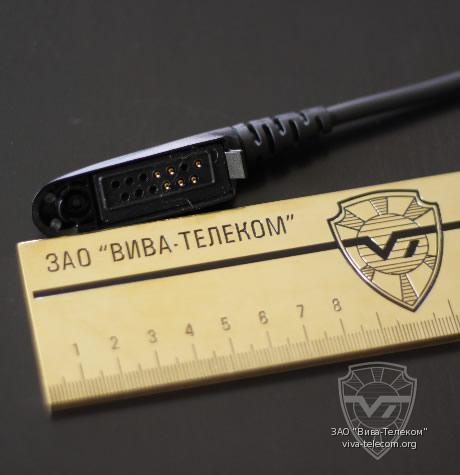 ЗАО "ВИВА-ТЕЛЕКОМ"
1 2 3 4 5 6 7 8
ЗАО "Вива-Телеком"
viva-telecom.org